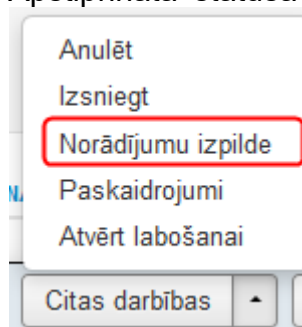 Anulēt
Izsniegt
Norādījumu izpilde
Paskaidrojumi
Atvērt labošanai
Citas darbības